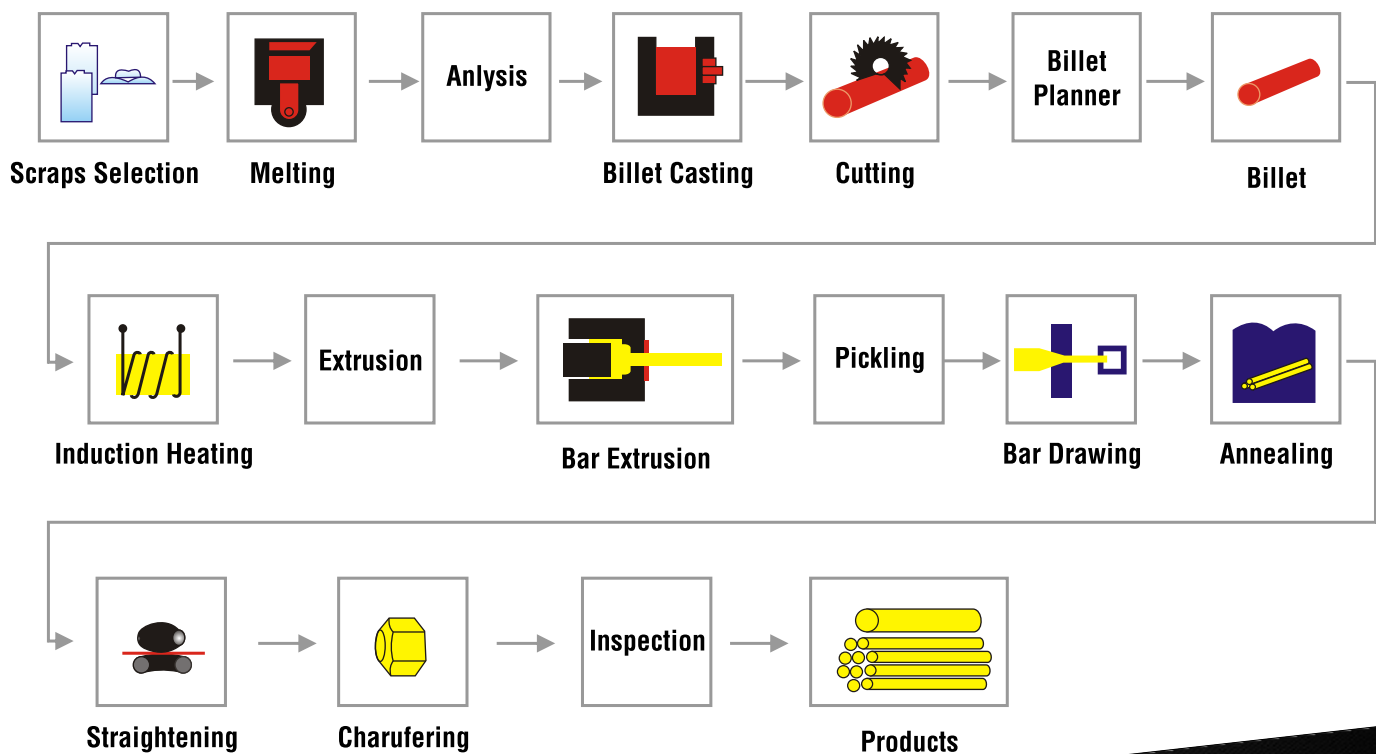 Anlysis
Billet
Planner
Scraps Selection
Melting
Billet Casting
Cutting
Billet
Extrusion
Pickling
Induction Heating
Bar Extrusion
Bar Drawing
Annealing
Inspection
Straightening
Charufering
Products